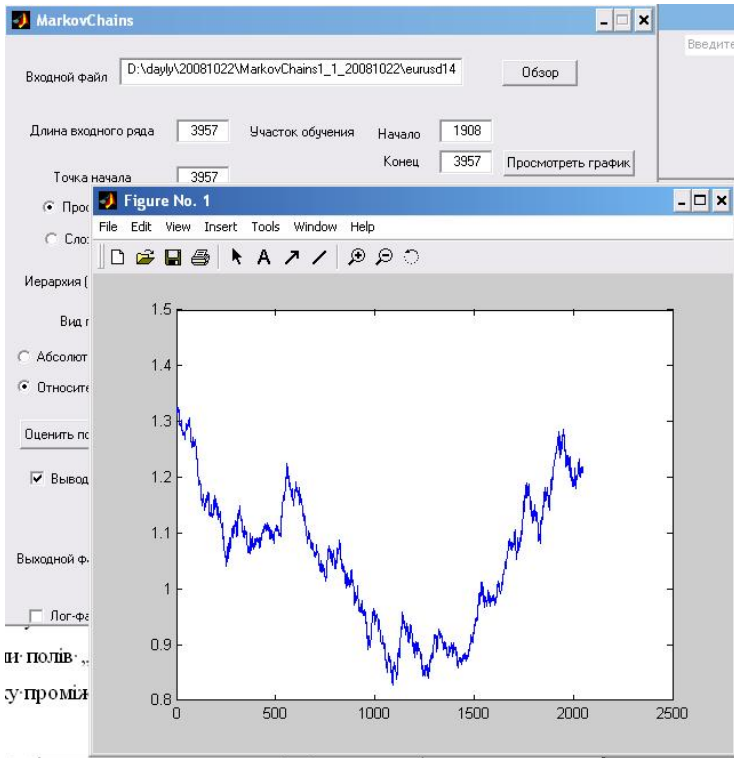 MarkovChains
Введите
Входной файл D:\dayly\20081022\MarkovChains1_1_20081022\eurusd14 Обзор
Длина входного ряда 3957 Участок обучения Начало 1908
Конец 3957 Просмотреть график
Точка начала 3957
Figure No. 1
File Edit View Insert Tools Window Help
Иерархия (
Вид
Абсолют
Относите
Оценить по
Вывод
Выходной ф
Лог-фа
1.5
1.4
1.3
1.2
1.1
1
0.9
0.8
0 500 1000 1500 2000 2500
полів „
проміж